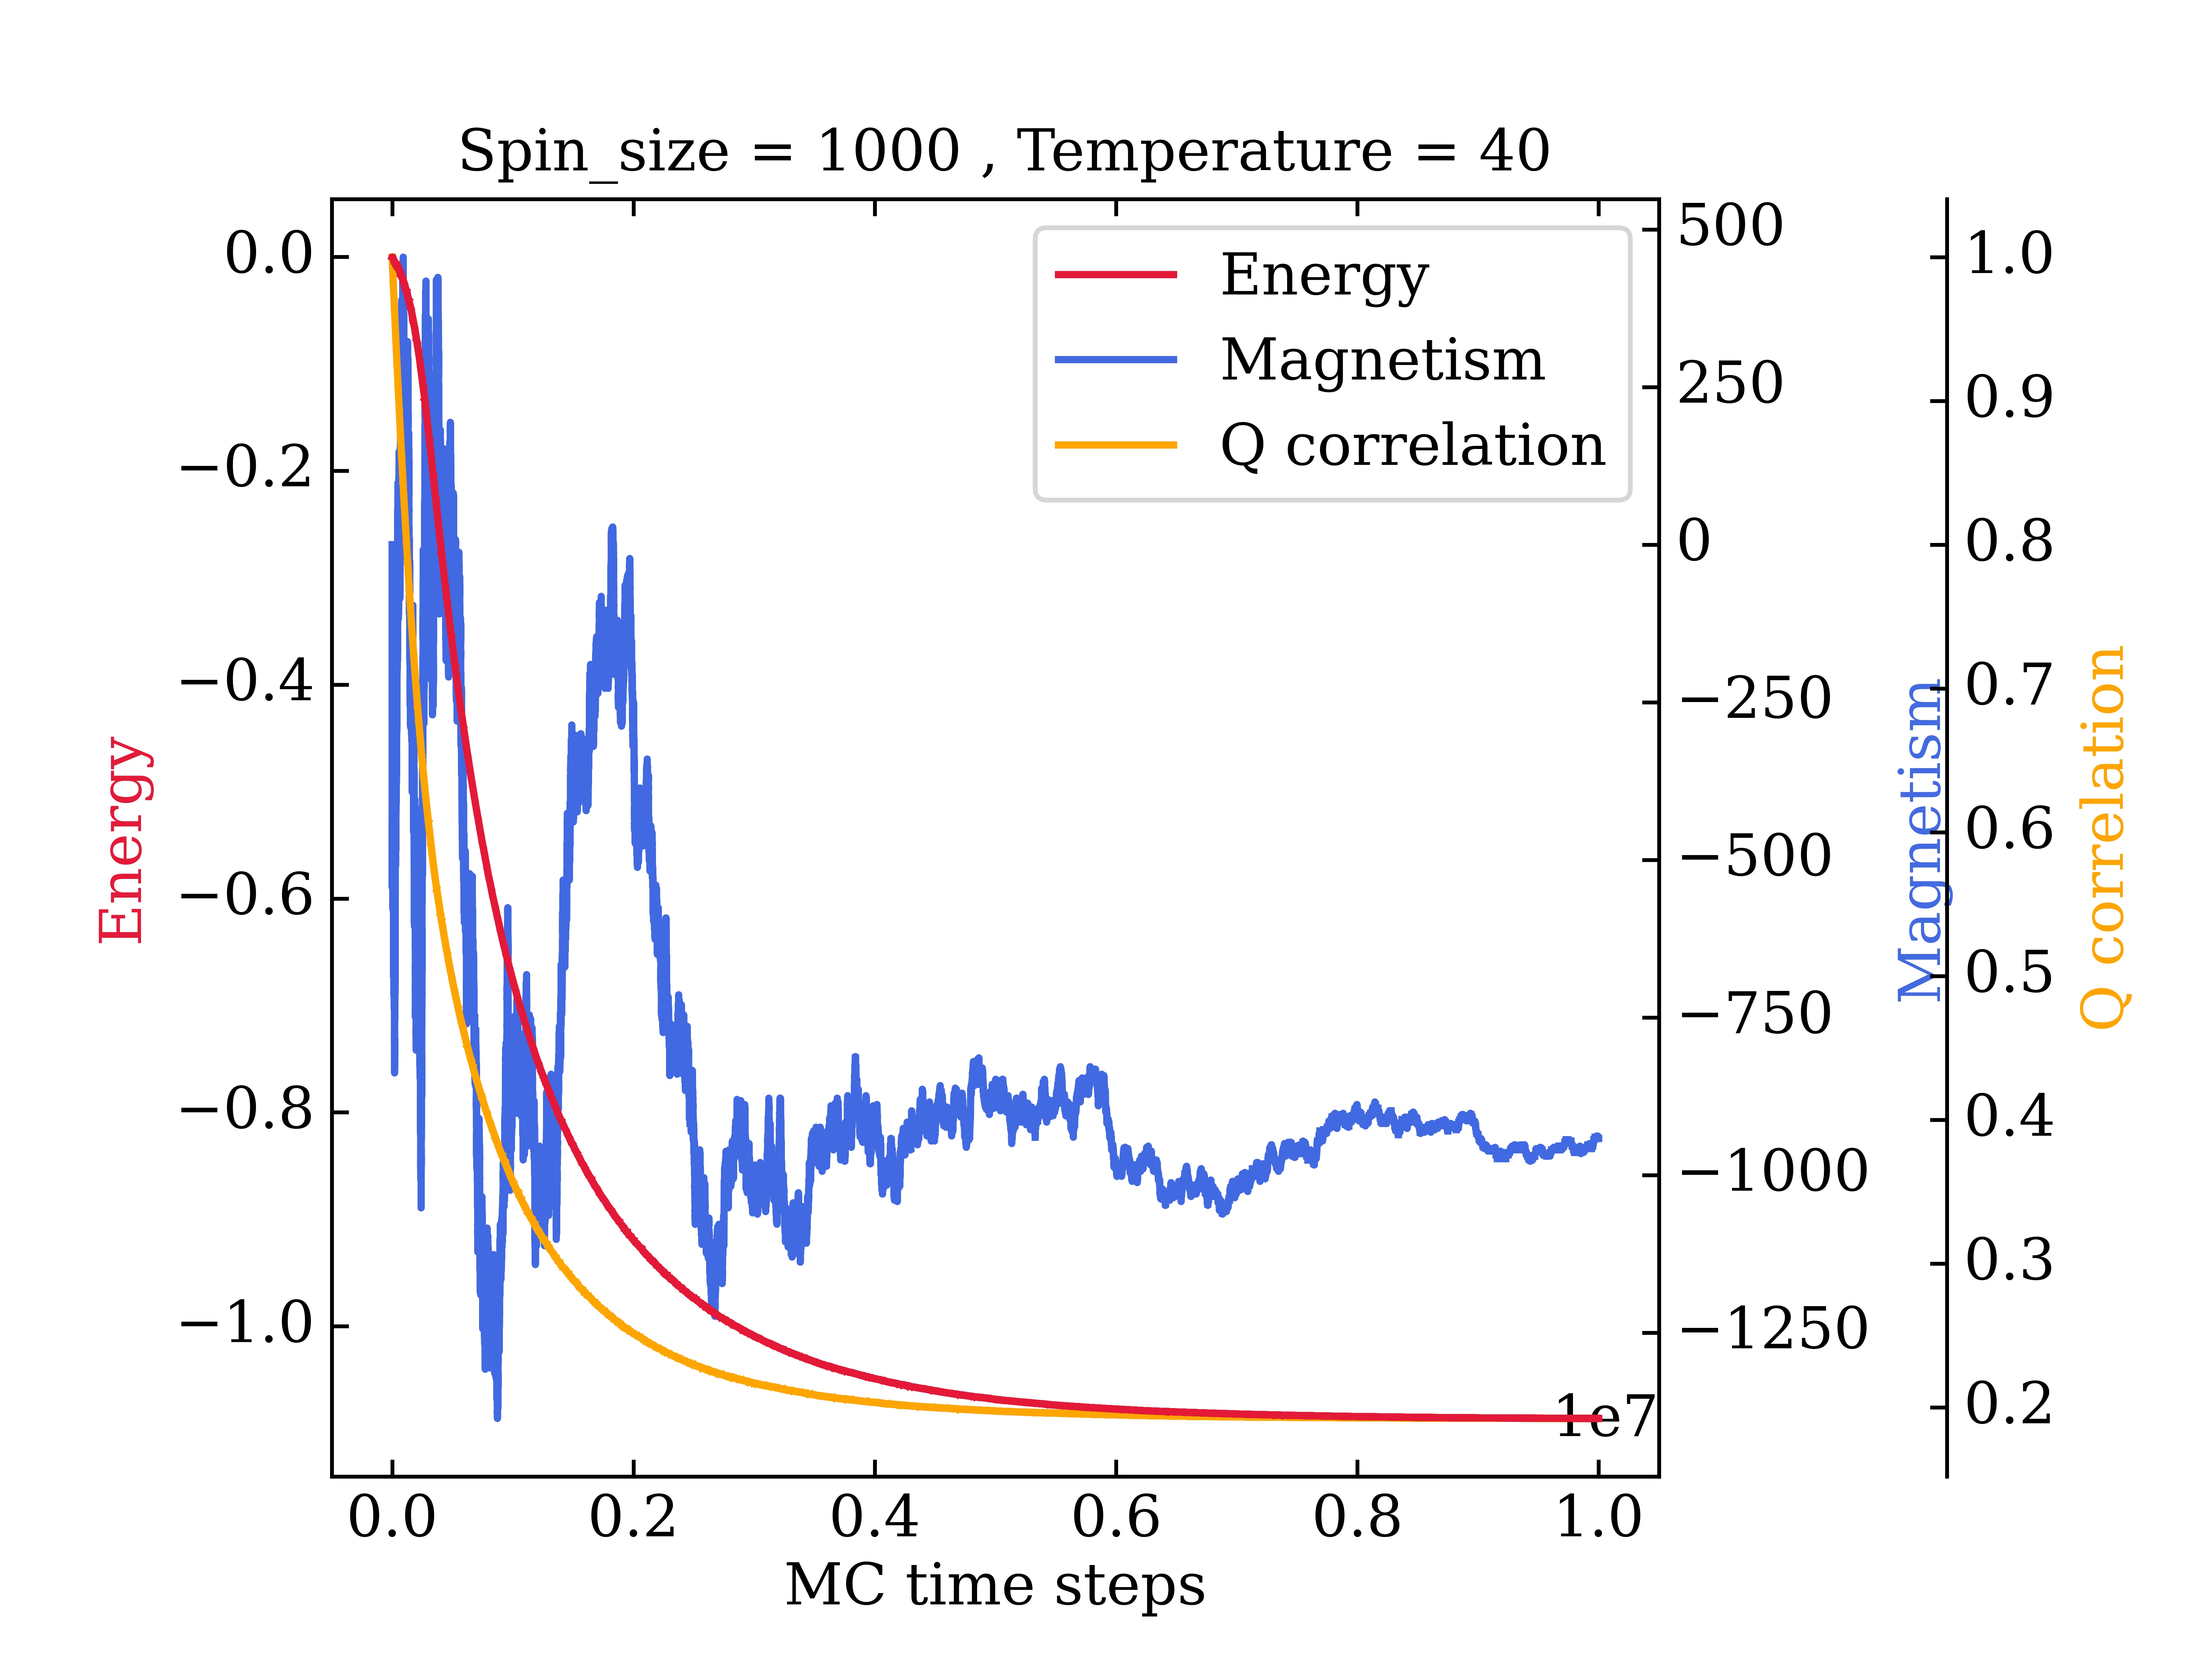 Spin_size = 1000 , Temperature = 40
Energy
0.0
−0.2
−0.4
−0.6
−0.8
−1.0
Energy
Magnetism
Q correlation
500
250
0
−250
−500
−750
−1000
−1250
Magnetism
1.0
0.9
0.8
0.7
0.6
0.5
0.4
0.3
0.2
Q correlation
1e7
0.0 0.2 0.4 0.6 0.8 1.0
MC time steps